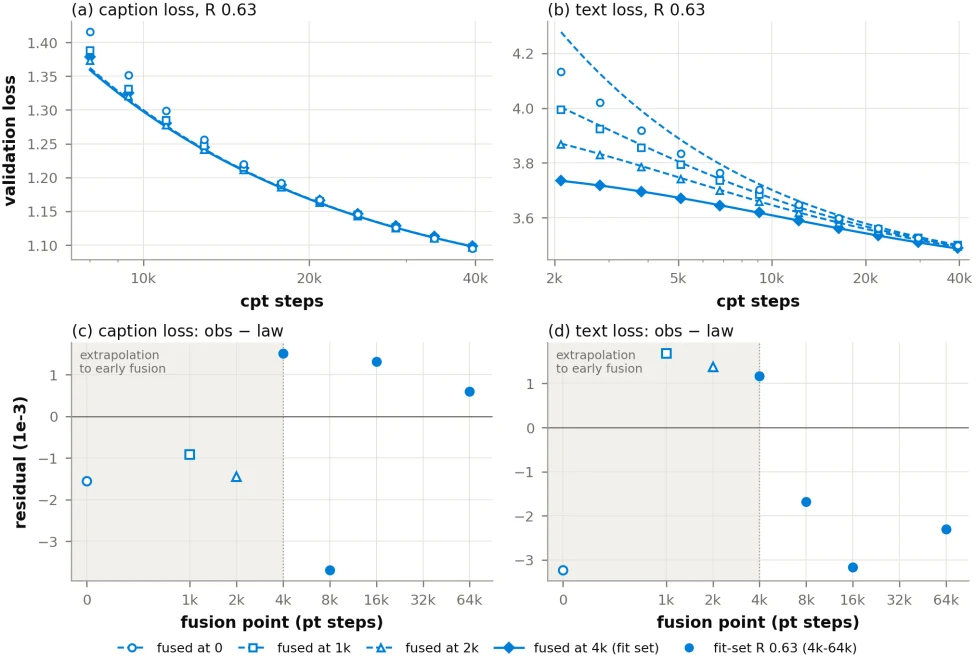 (a) caption loss, R 0.63
(b) text loss, R 0.63
validation loss
1.40
1.35
1.30
1.25
1.20
1.15
1.10
10k
20k
40k
cpt steps
4.2
4.0
3.8
3.6
2k
5k
10k
20k
40k
cpt steps
(c) caption loss: obs − law
(d) text loss: obs − law
residual (1e-3)
extrapolation
to early fusion
1
0
−1
−2
−3
0
1k
2k
4k
8k
16k
32k
64k
fusion point (pt steps)
extrapolation
to early fusion
1
0
−1
−2
−3
0
1k
2k
4k
8k
16k
32k
64k
fusion point (pt steps)
fused at 0
fused at 1k
fused at 2k
fused at 4k (fit set)
fit-set R 0.63 (4k-64k)